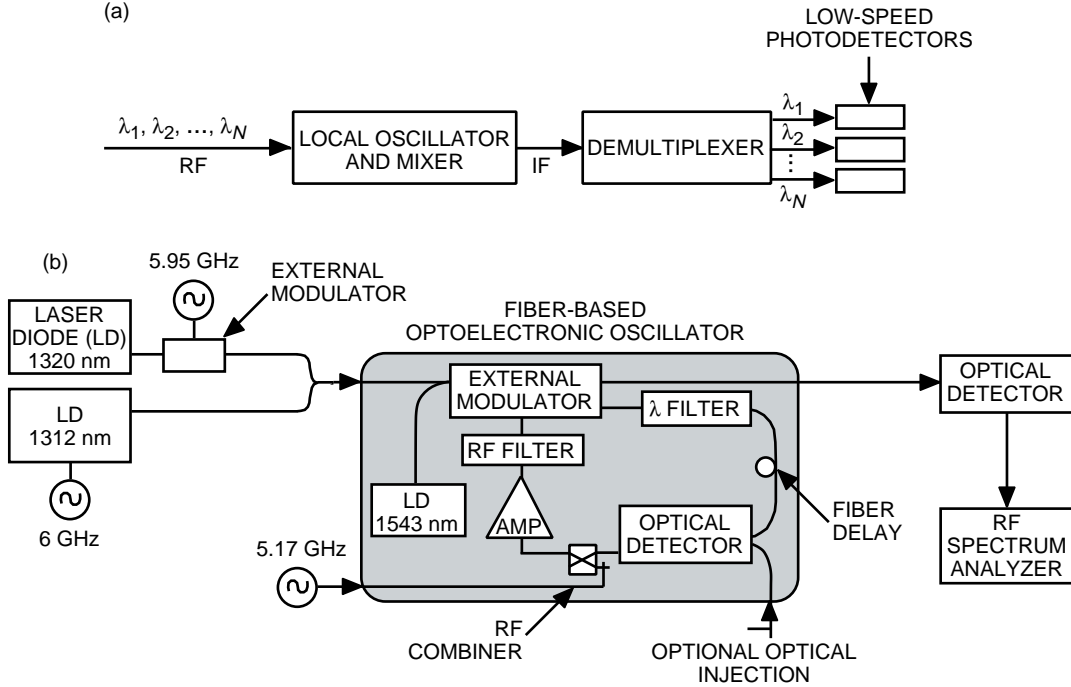 (a)
LOW-SPEED
PHOTODETECTORS
λ1, λ2, ..., λN
RF
LOCAL OSCILLATOR
AND MIXER
IF
DEMULTIPLEXER
λ1
λ2
⋮
λN
(b)
5.95 GHz
EXTERNAL
MODULATOR
LASER
DIODE (LD)
1320 nm
LD
1312 nm
6 GHz
5.17 GHz
FIBER-BASED
OPTOELECTRONIC OSCILLATOR
EXTERNAL
MODULATOR
λ FILTER
RF FILTER
LD
1543 nm
AMP
OPTICAL
DETECTOR
FIBER
DELAY
RF
COMBINER
OPTIONAL OPTICAL
INJECTION
OPTICAL
DETECTOR
RF
SPECTRUM
ANALYZER